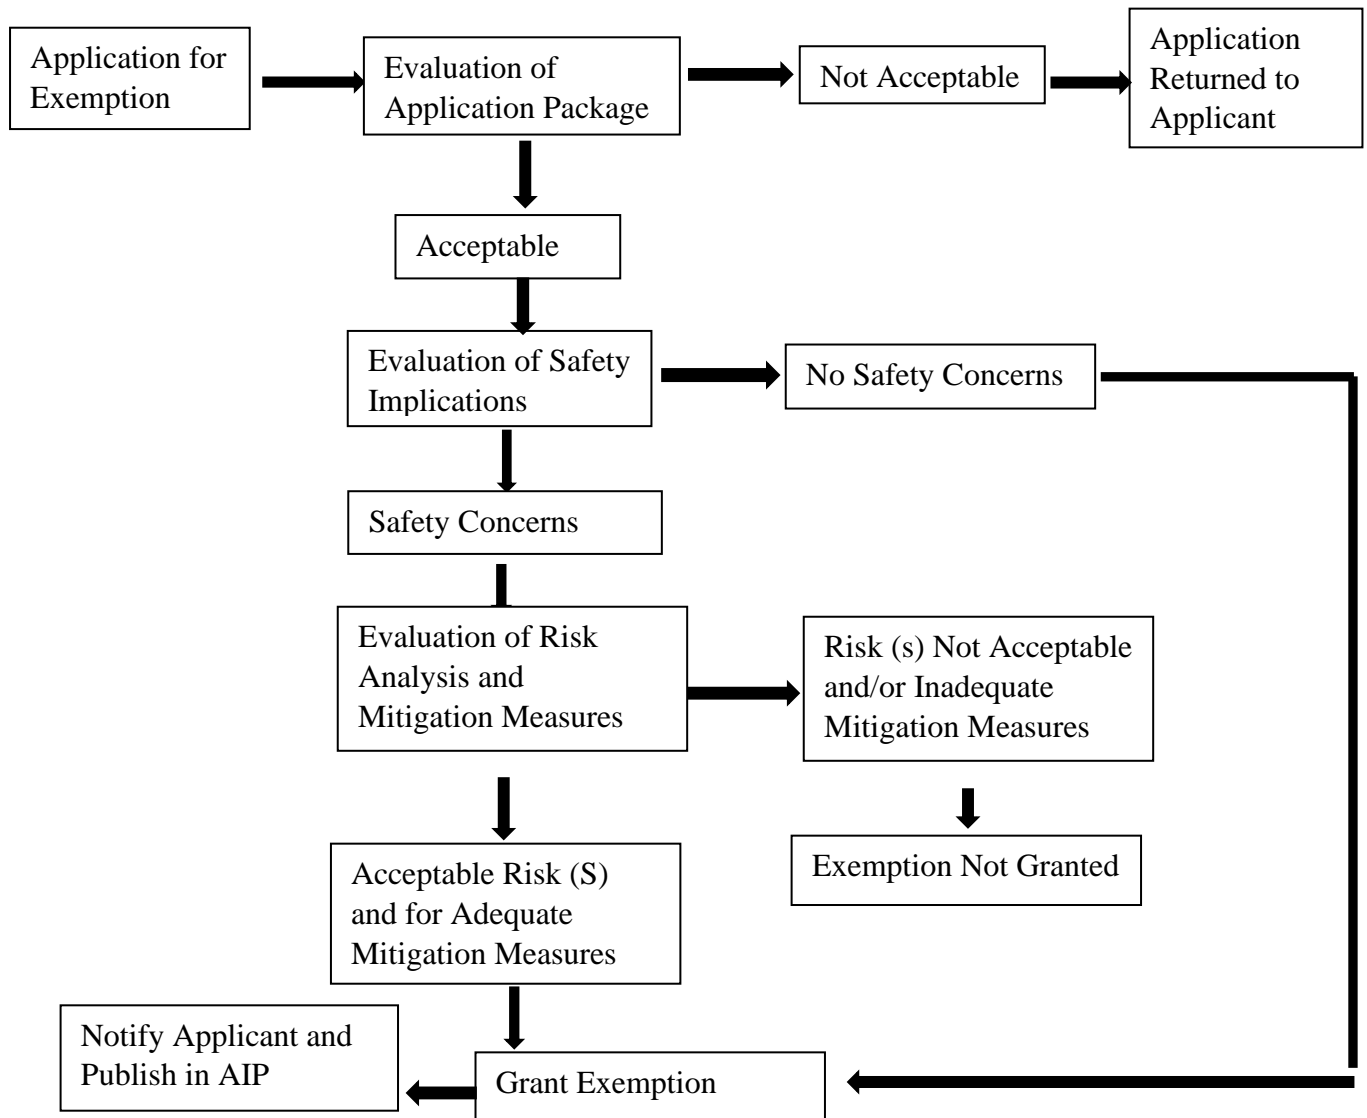 Application for
Exemption
Evaluation of
Application Package
Not Acceptable
Application
Returned to
Applicant
Acceptable
Evaluation of Safety
Implications
No Safety Concerns
Safety Concerns
Evaluation of Risk
Analysis and
Mitigation Measures
Risk (s) Not Acceptable
and/or Inadequate
Mitigation Measures
Exemption Not Granted
Acceptable Risk (S)
and for Adequate
Mitigation Measures
Notify Applicant and
Publish in AIP
Grant Exemption